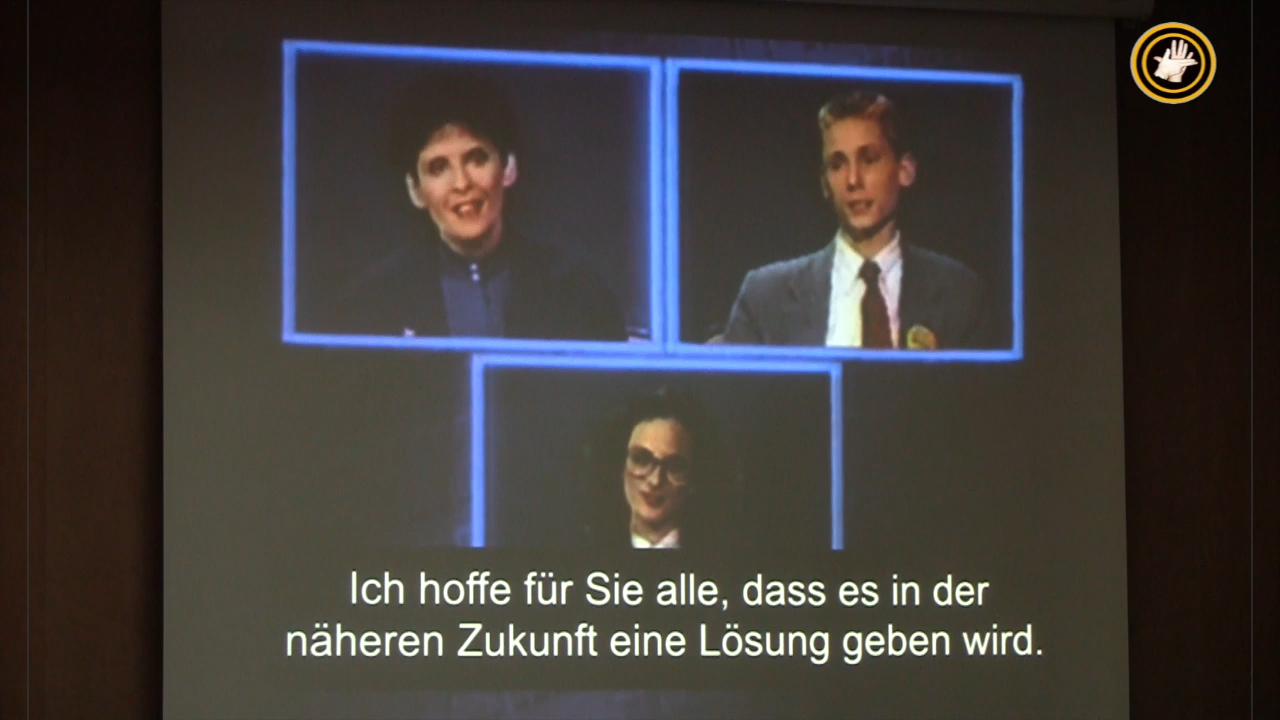 Ich hoffe für Sie alle, dass es in der
näheren Zukunft eine Lösung geben wird.